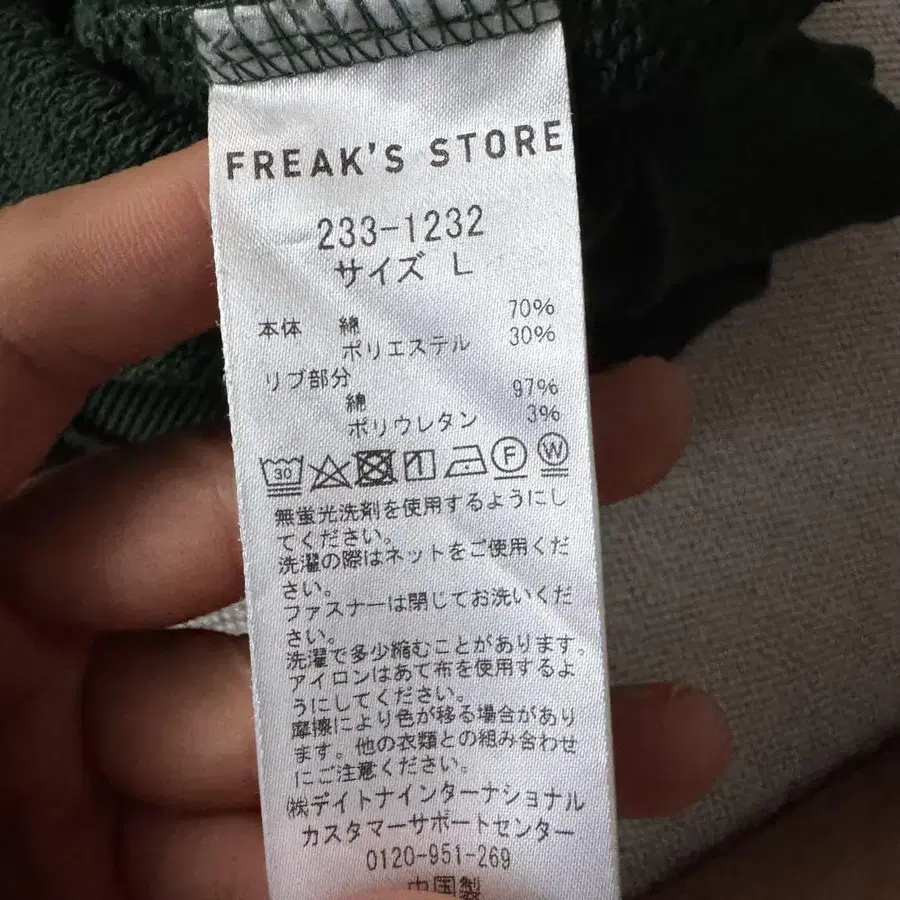 FREAK'S STORE
233-1232
サイズ L
本体 綿 70%
ポリエステル 30%
リブ部分
綿 97%
ポリウレタン 3%
30 F W
無蛍光洗剤を使用するようにし
てください。
洗濯の際はネットをご使用くだ
さい。
ファスナーは閉じてお洗いくだ
さい。
洗濯で多少縮むことがあります。
アイロンはあて布を使用するよ
うにしてください。
摩擦により色が移る場合があり
ます。他の衣類との組み合わせ
にご注意ください。
㈱デイトナインターナショナル
カスタマーサポートセンター
0120-951-269
中国製